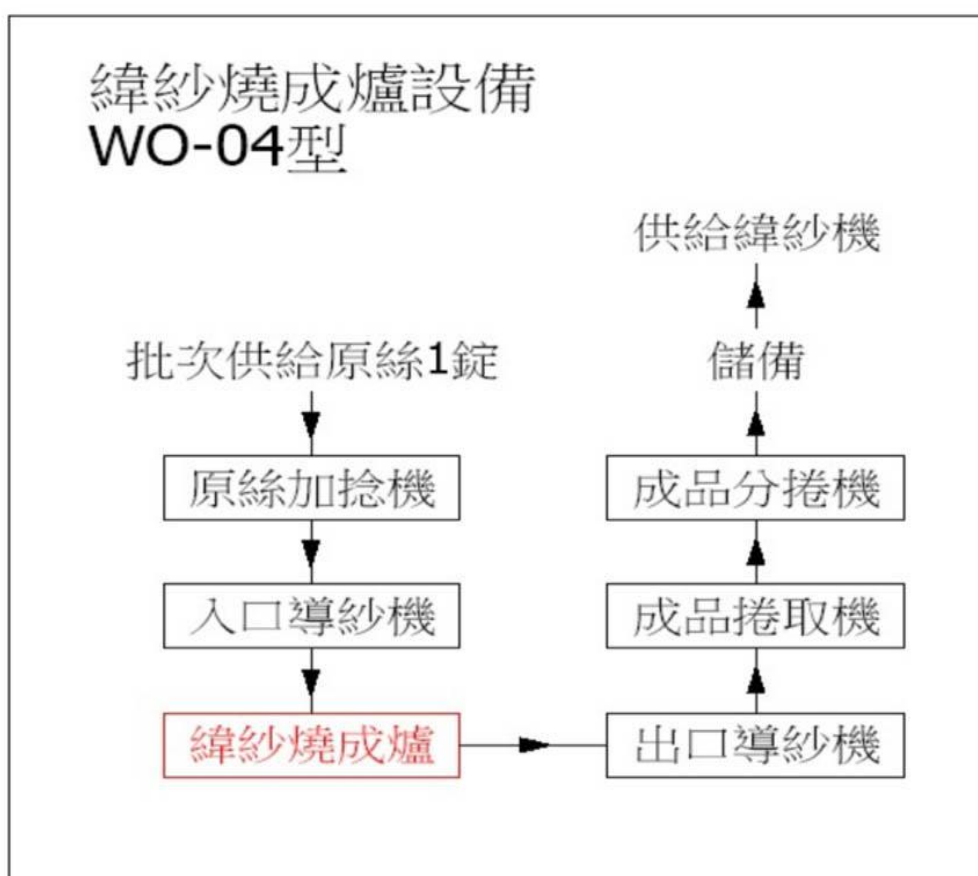 緯紗燒成爐設備
WO-04型
批次供給原絲1錠
原絲加捻機
入口導紗機
緯紗燒成爐
出口導紗機
成品捲取機
成品分捲機
儲備
供給緯紗機